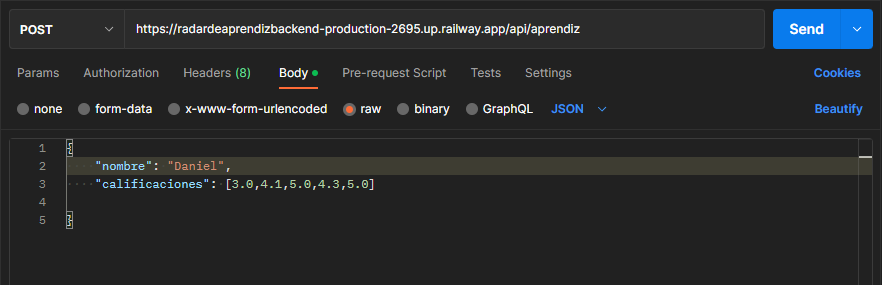 POST https://radardeaprendizbackend-production-2695.up.railway.app/api/aprendiz Send
Params Authorization Headers (8) Body Pre-request Script Tests Settings Cookies
none form-data x-www-form-urlencoded raw binary GraphQL JSON Beautify
1 {
2 "nombre": "Daniel",
3 "calificaciones": [3.0,4.1,5.0,4.3,5.0]
4
5 }